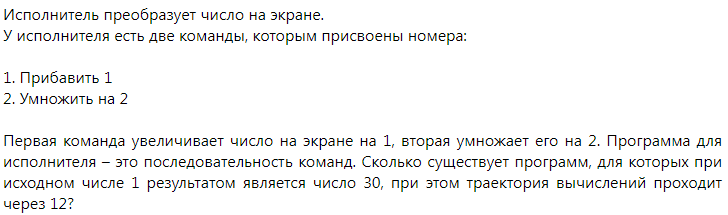 Исполнитель преобразует число на экране.
У исполнителя есть две команды, которым присвоены номера:
1. Прибавить 1
2. Умножить на 2
Первая команда увеличивает число на экране на 1, вторая умножает его на 2. Программа для
исполнителя – это последовательность команд. Сколько существует программ, для которых при
исходном числе 1 результатом является число 30, при этом траектория вычислений проходит
через 12?